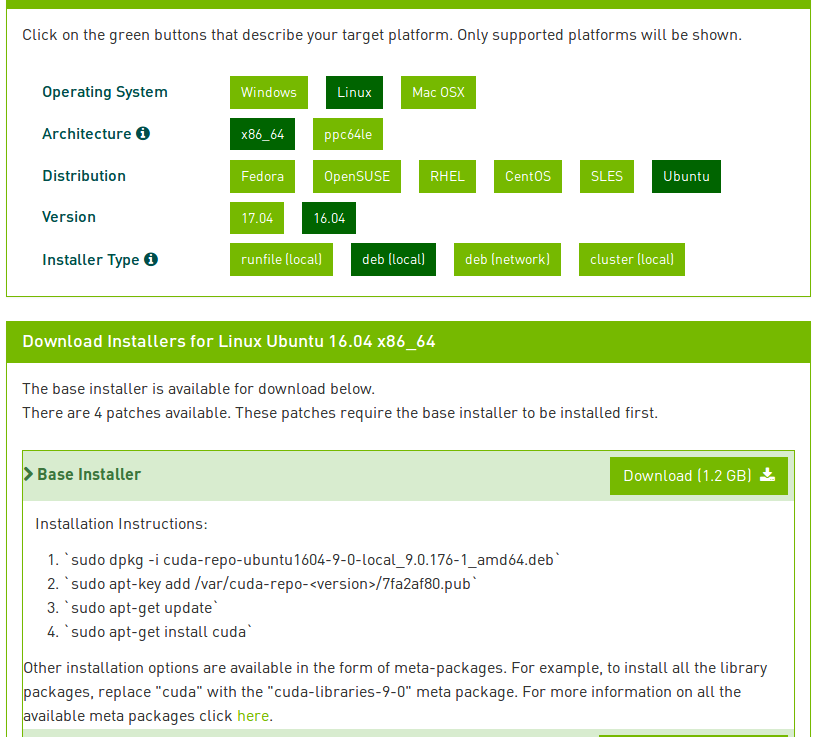 Click on the green buttons that describe your target platform. Only supported platforms will be shown.
Operating System Windows Linux Mac OSX
Architecture x86_64 ppc64le
Distribution Fedora OpenSUSE RHEL CentOS SLES Ubuntu
Version 17.04 16.04
Installer Type runfile (local) deb (local) deb (network) cluster (local)
Download Installers for Linux Ubuntu 16.04 x86_64
The base installer is available for download below.
There are 4 patches available. These patches require the base installer to be installed first.
Base Installer Download (1.2 GB)
Installation Instructions:
1. `sudo dpkg -i cuda-repo-ubuntu1604-9-0-local_9.0.176-1_amd64.deb`
2. `sudo apt-key add /var/cuda-repo-<version>/7fa2af80.pub`
3. `sudo apt-get update`
4. `sudo apt-get install cuda`
Other installation options are available in the form of meta-packages. For example, to install all the library
packages, replace "cuda" with the "cuda-libraries-9-0" meta package. For more information on all the
available meta packages click here.